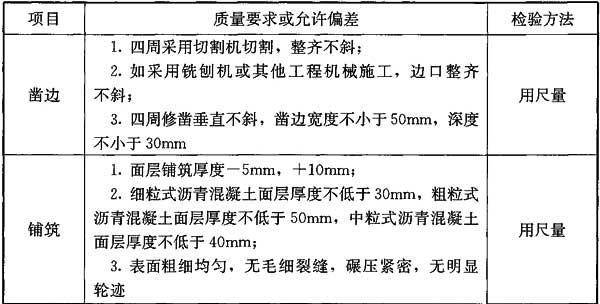 项目 质量要求或允许偏差 检验方法
凿边
1. 四周采用切割机切割，整齐不斜；
2. 如采用铣刨机或其他工程机械施工，边口整齐
不斜；
3. 四周修凿垂直不斜，凿边宽度不小于50mm，深度
不小于30mm
用尺量
铺筑
1. 面层铺筑厚度－5mm，＋10mm；
2. 细粒式沥青混凝土面层厚度不低于30mm，粗粒式
沥青混凝土面层厚度不低于50mm，中粒式沥青混凝土
面层厚度不低于40mm；
3. 表面粗细均匀，无毛细裂缝，碾压紧密，无明显
轮迹
用尺量